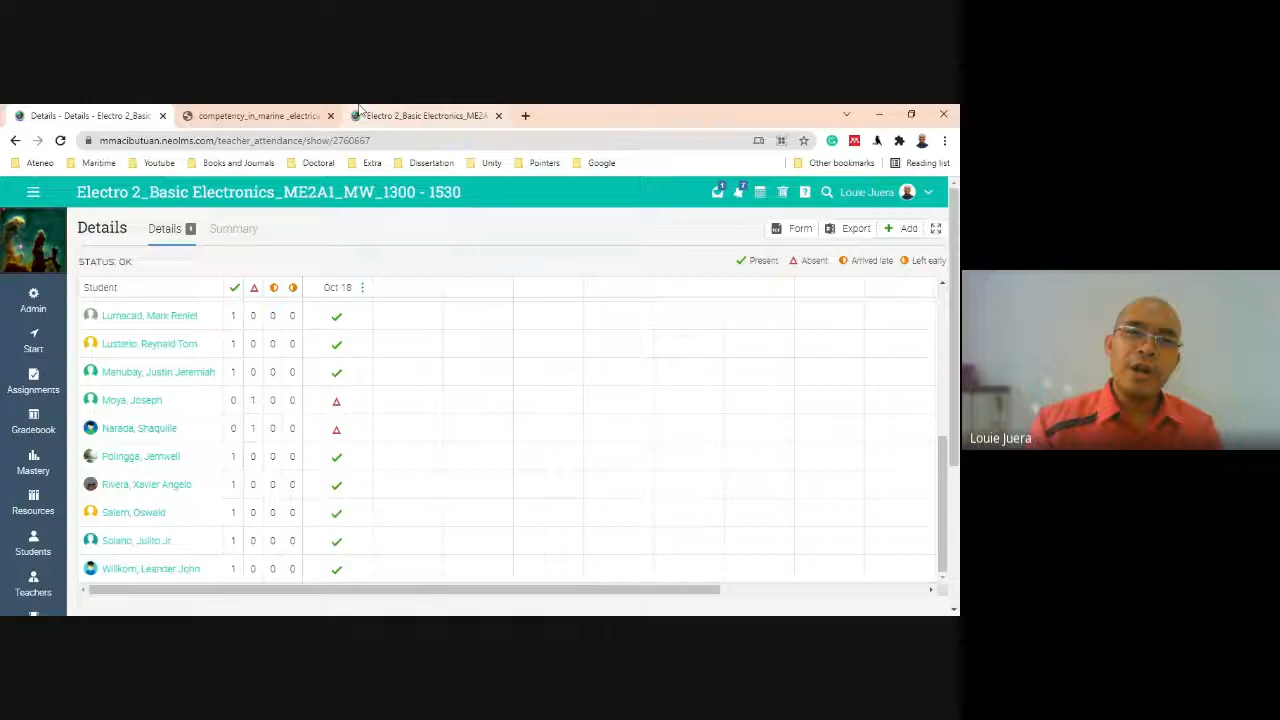 Details - Details - Electro 2_Basic
competency_in_marine _electrica
Electro 2_Basic Electronics_ME2A
mmacibutuan.neolms.com/teacher_attendance/show/2760667
Ateneo Maritime Youtube Books and Journals Doctoral Extra Dissertation Unity Pointers Google Other bookmarks Reading list
Electro 2_Basic Electronics_ME2A1_MW_1300 - 1530 1 7 ? Louie Juera
Details Details 1 Summary Form Export + Add
STATUS: OK Present Absent Arrived late Left early
Student Oct 18
Lumacad, Mark Reniel 1 0 0 0
Lusterio, Reynald Tom 1 0 0 0
Mahubay, Justin Jeremiah 1 0 0 0
Moya, Joseph 0 1 0 0
Narada, Shaquille 0 1 0 0
Polingga, Jemwell 1 0 0 0
Rivera, Xavier Angelo 1 0 0 0
Salem, Oswald 1 0 0 0
Solano, Julito Jr 1 0 0 0
Willkom, Leander John 1 0 0 0
Admin
Start
Assignments
Gradebook
Mastery
Resources
Students
Teachers
Louie Juera